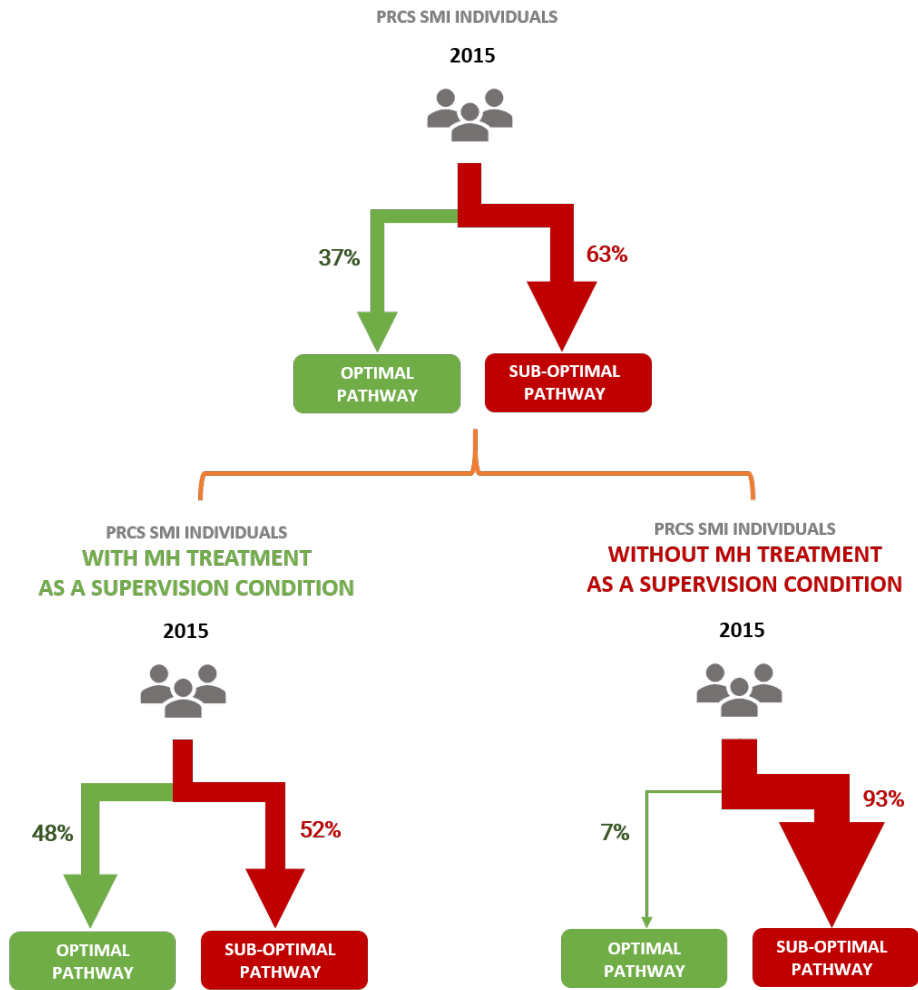 PRCS SMI INDIVIDUALS
2015
37%
63%
OPTIMAL
PATHWAY
SUB-OPTIMAL
PATHWAY
PRCS SMI INDIVIDUALS
WITH MH TREATMENT
AS A SUPERVISION CONDITION
2015
48%
52%
OPTIMAL
PATHWAY
SUB-OPTIMAL
PATHWAY
PRCS SMI INDIVIDUALS
WITHOUT MH TREATMENT
AS A SUPERVISION CONDITION
2015
7%
93%
OPTIMAL
PATHWAY
SUB-OPTIMAL
PATHWAY